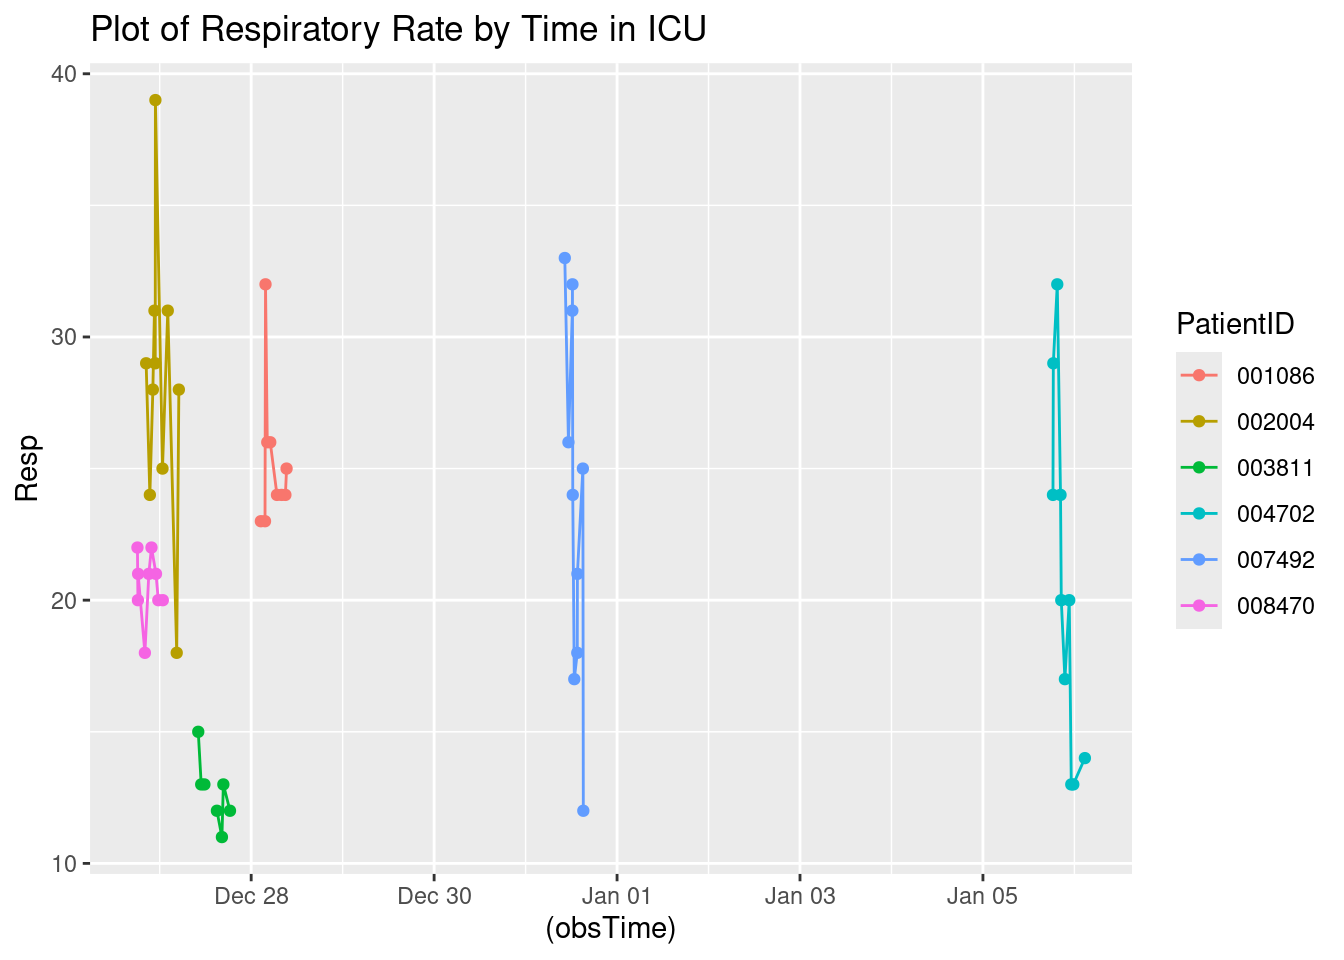 Plot of Respiratory Rate by Time in ICU
40
30
20
10
Resp
Dec 28
Dec 30
Jan 01
Jan 03
Jan 05
(obsTime)
PatientID
001086
002004
003811
004702
007492
008470